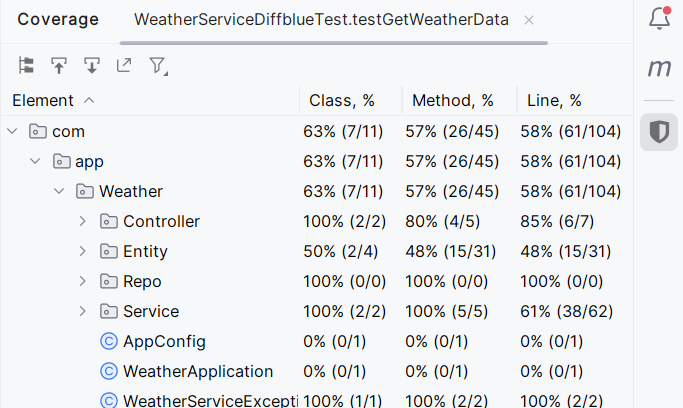 Coverage WeatherServiceDiffblueTest.testGetWeatherData
Element Class, % Method, % Line, %
com 63% (7/11) 57% (26/45) 58% (61/104)
app 63% (7/11) 57% (26/45) 58% (61/104)
Weather 63% (7/11) 57% (26/45) 58% (61/104)
Controller 100% (2/2) 80% (4/5) 85% (6/7)
Entity 50% (2/4) 48% (15/31) 48% (15/31)
Repo 100% (0/0) 100% (0/0) 100% (0/0)
Service 100% (2/2) 100% (5/5) 61% (38/62)
C AppConfig 0% (0/1) 0% (0/1) 0% (0/1)
C WeatherApplication 0% (0/1) 0% (0/1) 0% (0/1)
C WeatherServiceExcepti 100% (1/1) 100% (2/2) 100% (2/2)
m